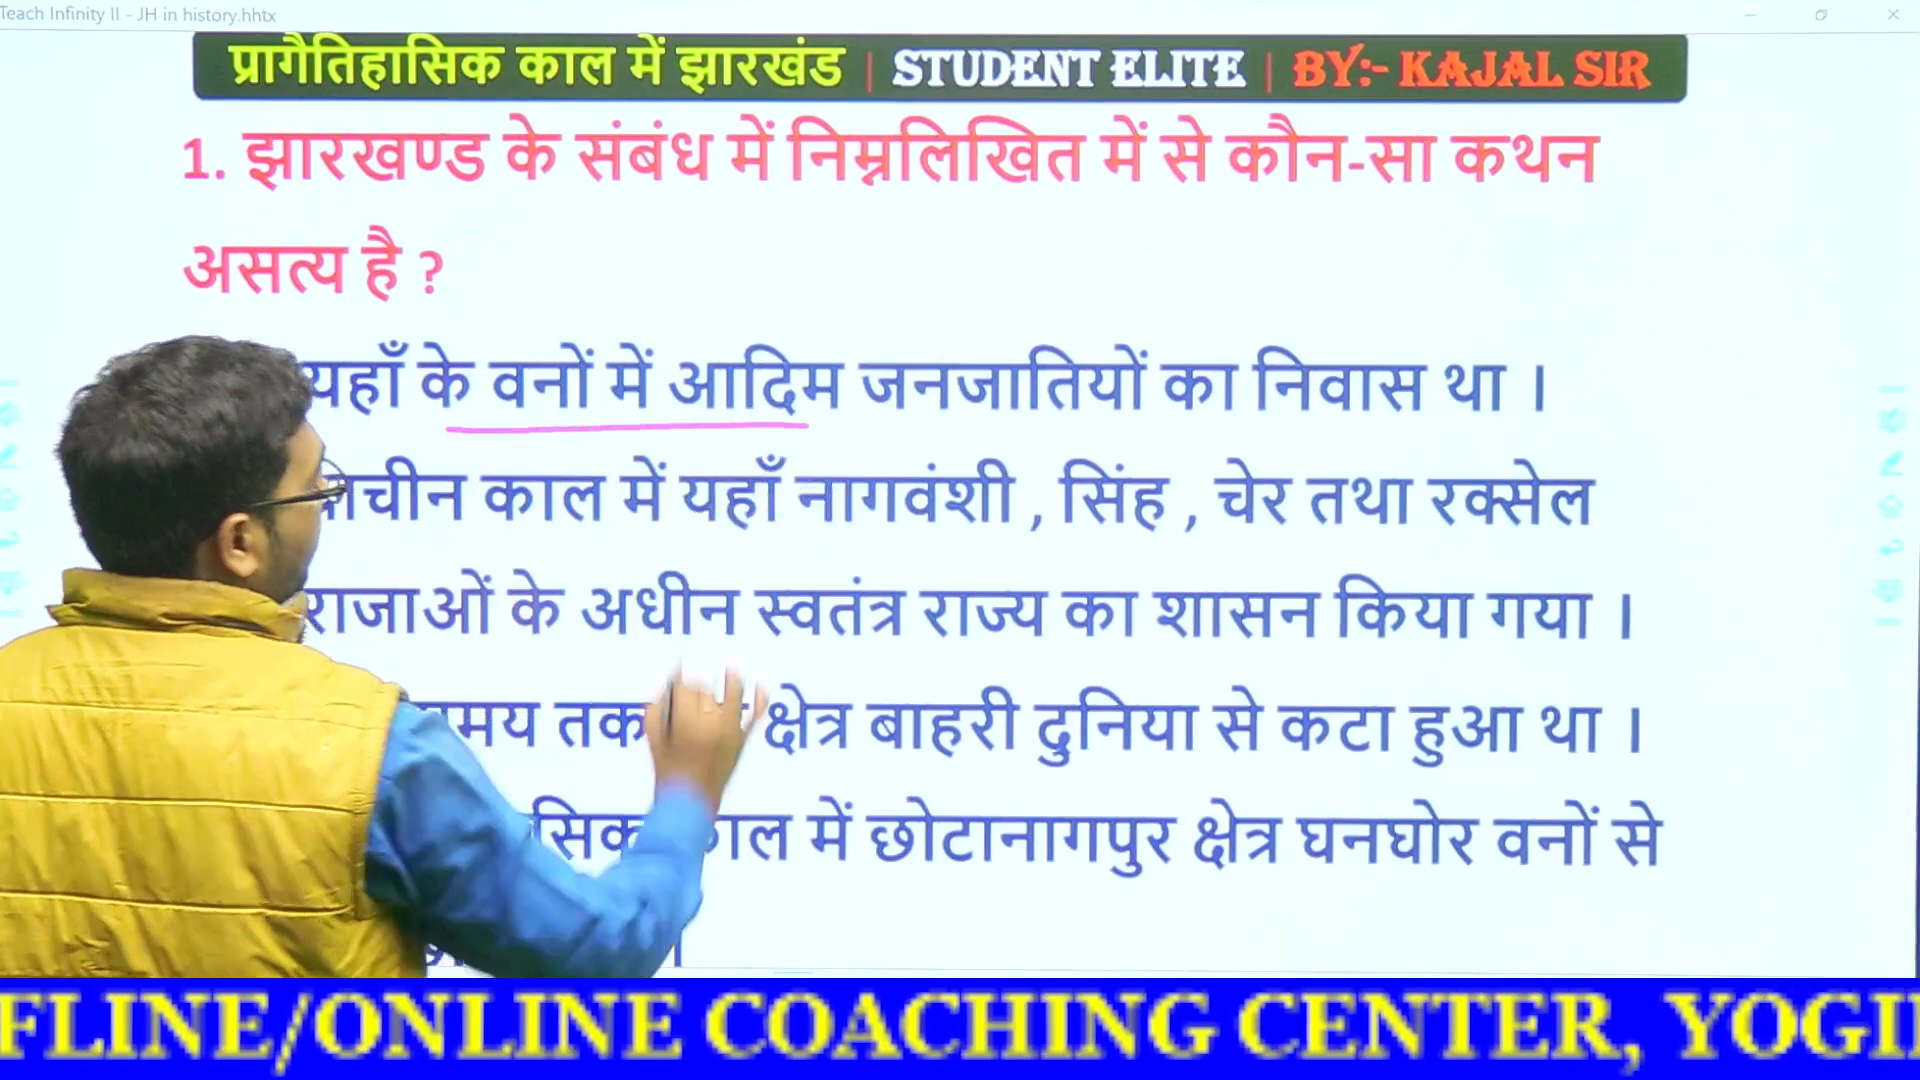 Teach Infinity II - JH in history.hhtx
प्रागैतिहासिक काल में झारखंड | STUDENT ELITE | BY:- KAJAL SIR
1. झारखण्ड के संबंध में निम्नलिखित में से कौन-सा कथन
असत्य है ?
यहाँ के वनों में आदिम जनजातियों का निवास था ।
काल में यहाँ नागवंशी , सिंह , चेर तथा रक्सेल
राजाओं के अधीन स्वतंत्र राज्य का शासन किया गया ।
तक क्षेत्र बाहरी दुनिया से कटा हुआ था ।
में छोटानागपुर क्षेत्र घनघोर वनों से
FLINE/ONLINE COACHING CENTER, YOGI